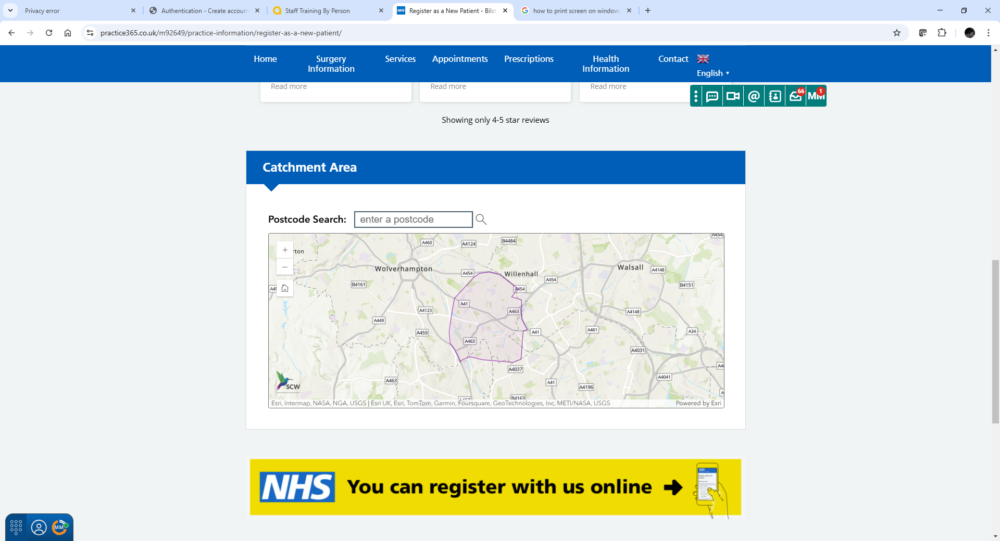 Privacy error
Authentication - Create accoun
Staff Training By Person
NHS
Register as a New Patient - Bilst
how to print screen on window
practice365.co.uk/m92649/practice-information/register-as-a-new-patient/
Home
Surgery
Information
Services
Appointments
Prescriptions
Health
Information
Contact
English
Read more
Read more
Read more
@
66
MM
1
Showing only 4-5 star reviews
Catchment Area
Postcode Search:
enter a postcode
A460
A4124
B4484
A454
rton
Wolverhampton
A454
Willenhall
Walsall
A4148
A45
B4161
A454
A454
B4151
A41
A4123
A463
A4148
A449
A459
A41
A461
A34
A463
A4031
A4037
A40
A463
A41
A4196
A4041
SCW
B4163
Esri, Intermap, NASA, NGA, USGS | Esri UK, Esri, TomTom, Garmin, Foursquare, GeoTechnologies, Inc, METI/NASA, USGS
Powered by Esri
NHS
You can register with us online
MM